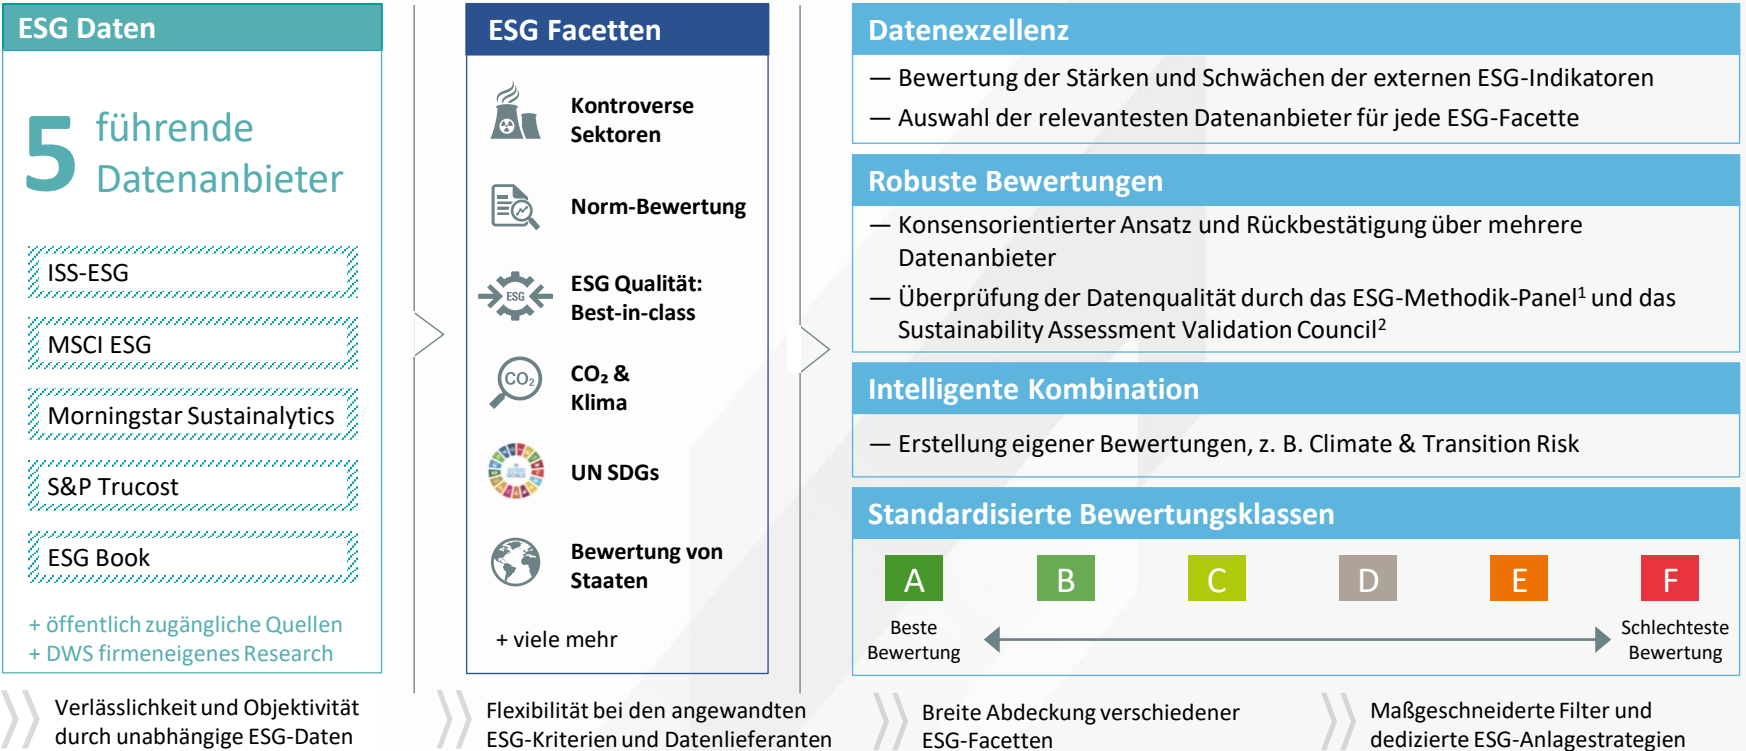 ESG Daten
5 führende
Datenanbieter
ISS-ESG
MSCI ESG
Morningstar Sustainalytics
S&P Trucost
ESG Book
+ öffentlich zugängliche Quellen
+ DWS firmeneigenes Research
Verlässlichkeit und Objektivität
durch unabhängige ESG-Daten
ESG Facetten
Kontroverse
Sektoren
Norm-Bewertung
ESG
ESG Qualität:
Best-in-class
CO₂
CO₂ &
Klima
UN SDGs
Bewertung von
Staaten
+ viele mehr
Flexibilität bei den angewandten
ESG-Kriterien und Datenlieferanten
Datenexzellenz
— Bewertung der Stärken und Schwächen der externen ESG-Indikatoren
— Auswahl der relevantesten Datenanbieter für jede ESG-Facette
Robuste Bewertungen
— Konsensorientierter Ansatz und Rückbestätigung über mehrere
Datenanbieter
— Überprüfung der Datenqualität durch das ESG-Methodik-Panel¹ und das
Sustainability Assessment Validation Council²
Intelligente Kombination
— Erstellung eigener Bewertungen, z. B. Climate & Transition Risk
Standardisierte Bewertungsklassen
A B C D E F
Beste
Bewertung
Schlechteste
Bewertung
Breite Abdeckung verschiedener
ESG-Facetten
Maßgeschneiderte Filter und
dedizierte ESG-Anlagestrategien